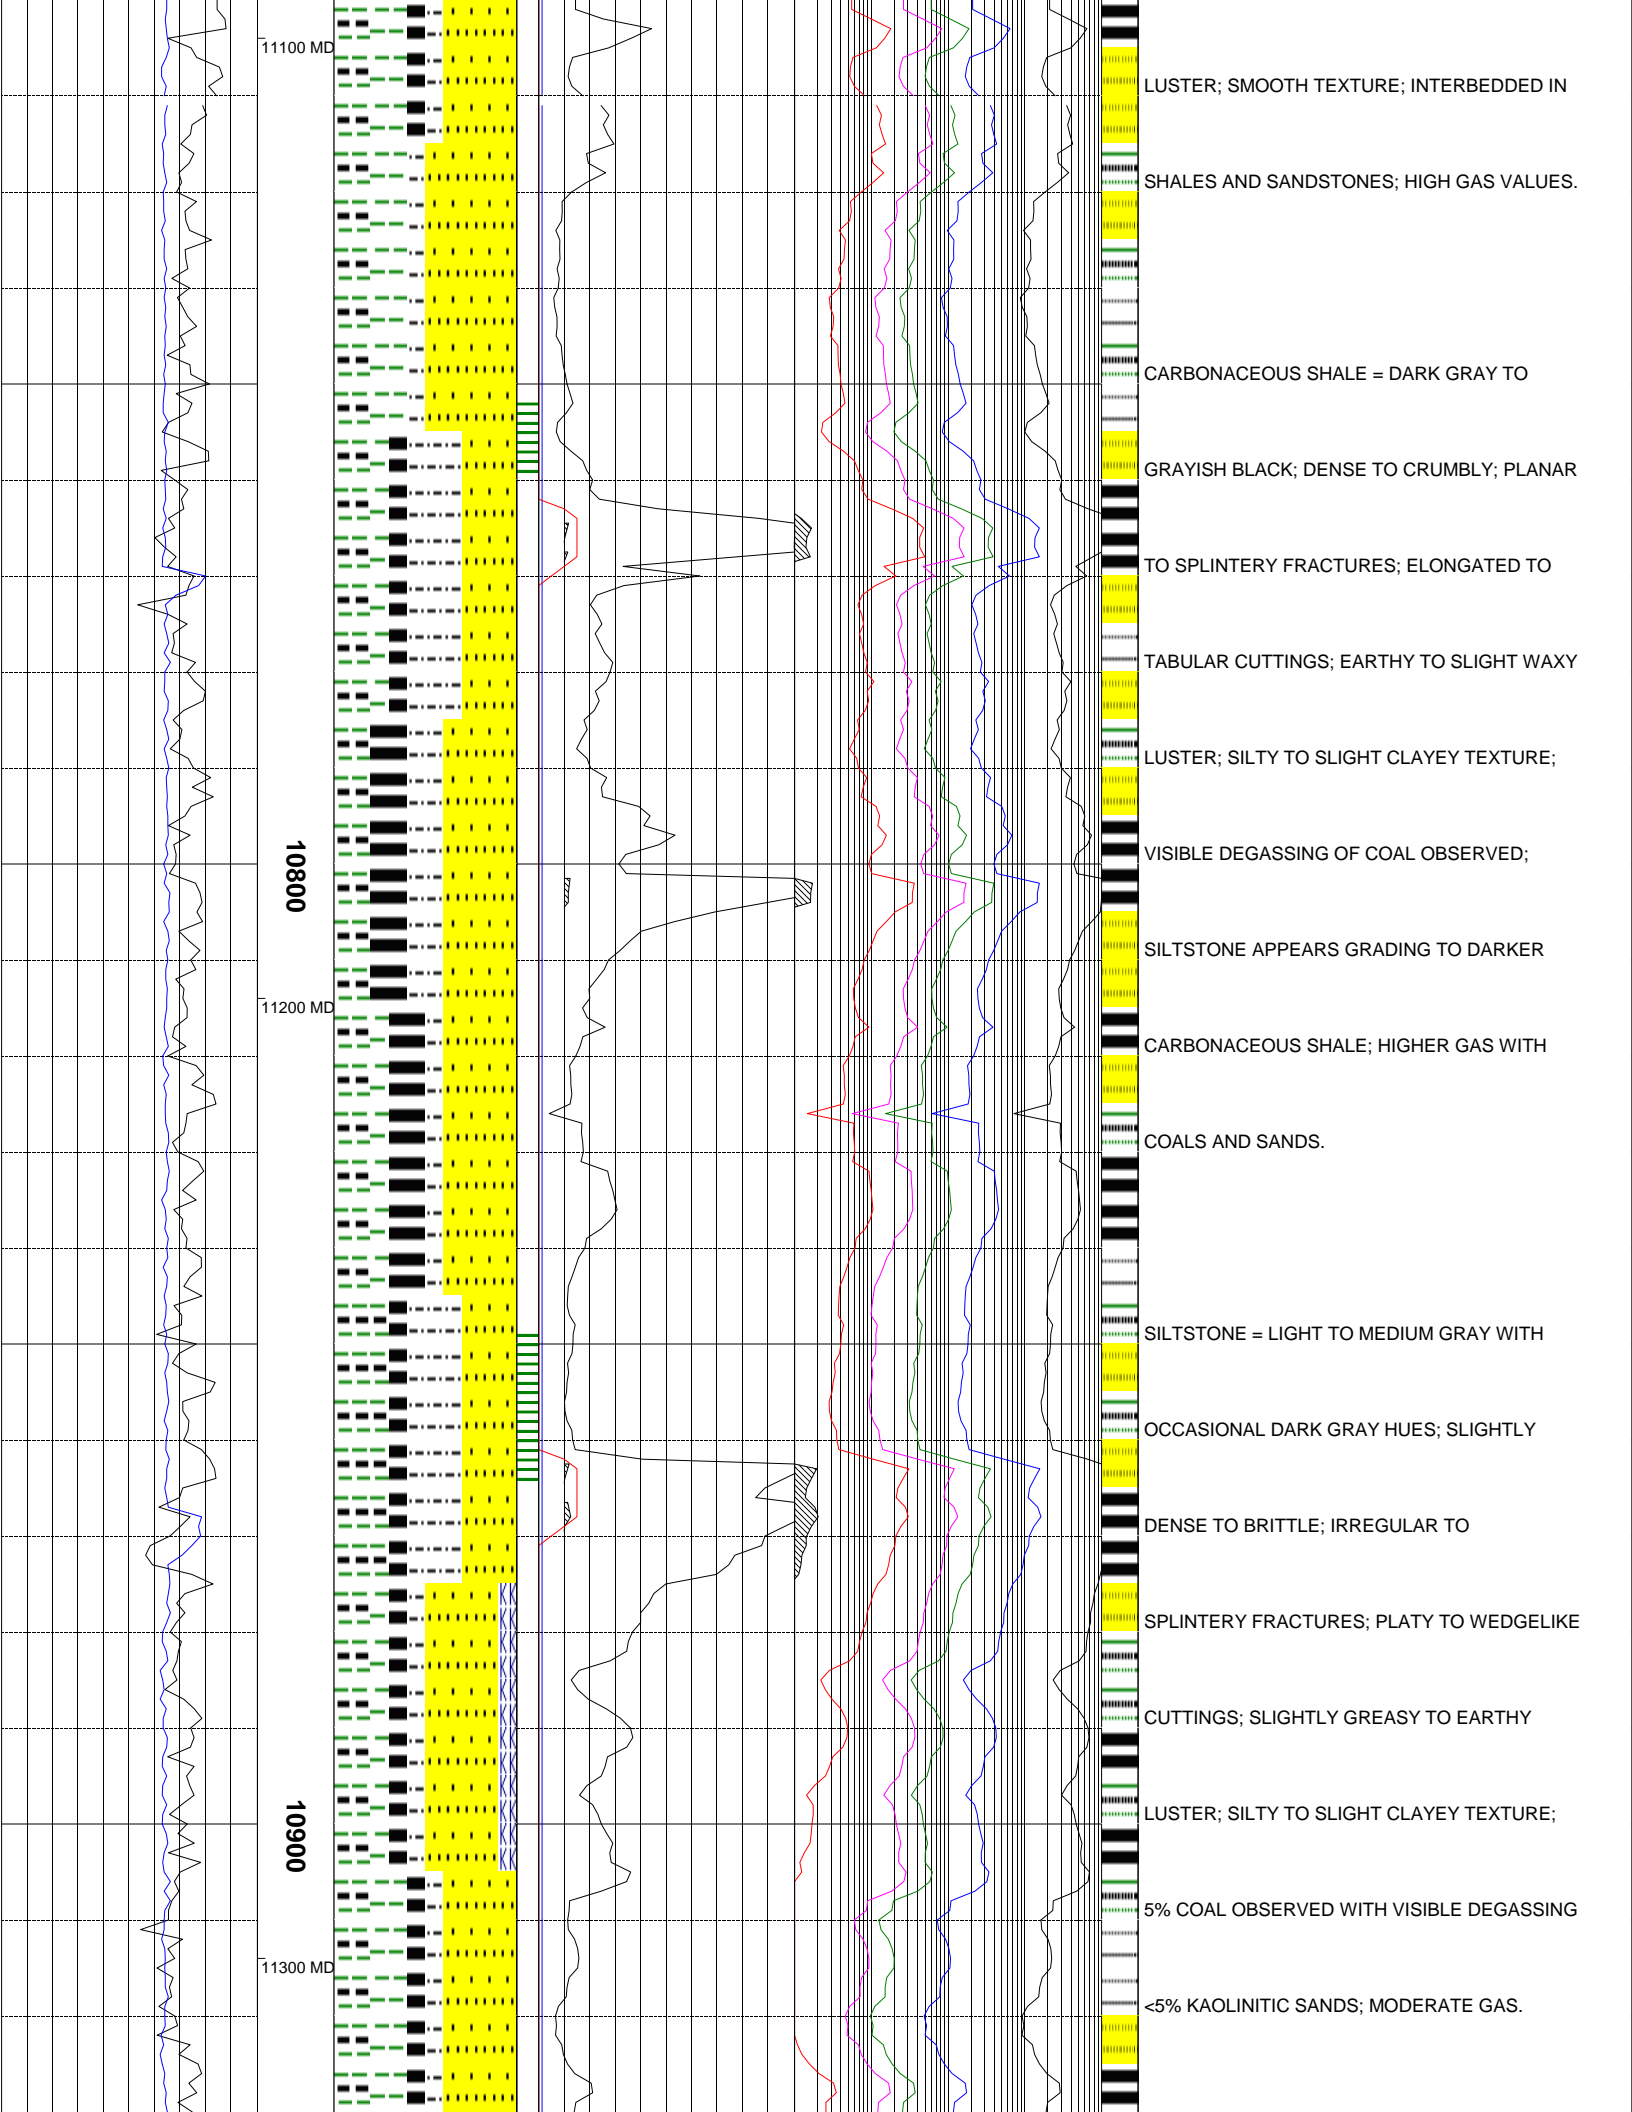 11100 MD
LUSTER; SMOOTH TEXTURE; INTERBEDDED IN
SHALES AND SANDSTONES; HIGH GAS VALUES.
CARBONACEOUS SHALE = DARK GRAY TO
GRAYISH BLACK; DENSE TO CRUMBLY; PLANAR
TO SPLINTERY FRACTURES; ELONGATED TO
TABULAR CUTTINGS; EARTHY TO SLIGHT WAXY
LUSTER; SILTY TO SLIGHT CLAYEY TEXTURE;
10800
VISIBLE DEGASSING OF COAL OBSERVED;
SILTSTONE APPEARS GRADING TO DARKER
11200 MD
CARBONACEOUS SHALE; HIGHER GAS WITH
COALS AND SANDS.
SILTSTONE = LIGHT TO MEDIUM GRAY WITH
OCCASIONAL DARK GRAY HUES; SLIGHTLY
DENSE TO BRITTLE; IRREGULAR TO
SPLINTERY FRACTURES; PLATY TO WEDGELIKE
CUTTINGS; SLIGHTLY GREASY TO EARTHY
10900
LUSTER; SILTY TO SLIGHT CLAYEY TEXTURE;
5% COAL OBSERVED WITH VISIBLE DEGASSING
11300 MD
<5% KAOLINITIC SANDS; MODERATE GAS.